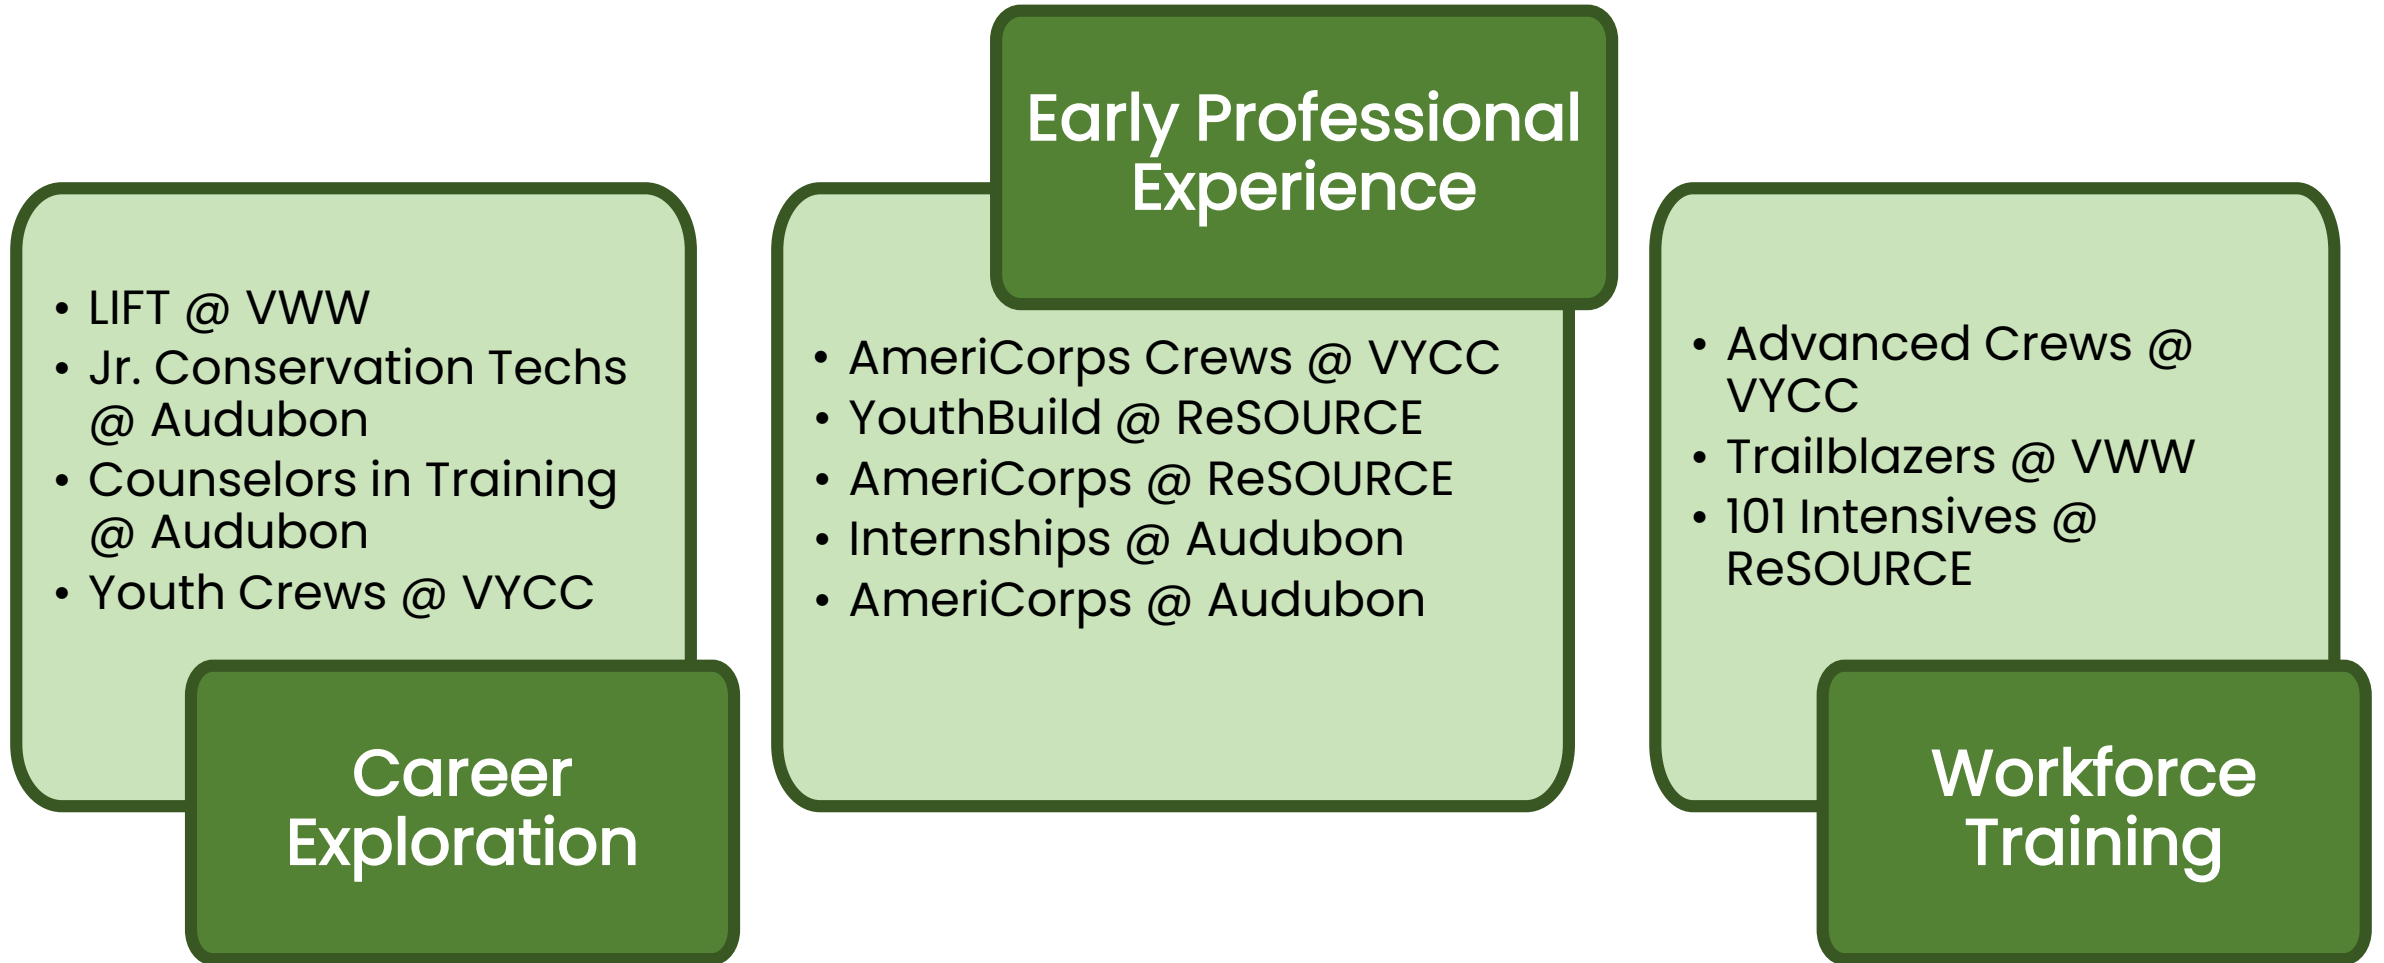 • LIFT @ VWW
• Jr. Conservation Techs
@ Audubon
• Counselors in Training
@ Audubon
• Youth Crews @ VYCC
Career
Exploration
Early Professional
Experience
• AmeriCorps Crews @ VYCC
• YouthBuild @ ReSOURCE
• AmeriCorps @ ReSOURCE
• Internships @ Audubon
• AmeriCorps @ Audubon
• Advanced Crews @
VYCC
• Trailblazers @ VWW
• 101 Intensives @
ReSOURCE
Workforce
Training